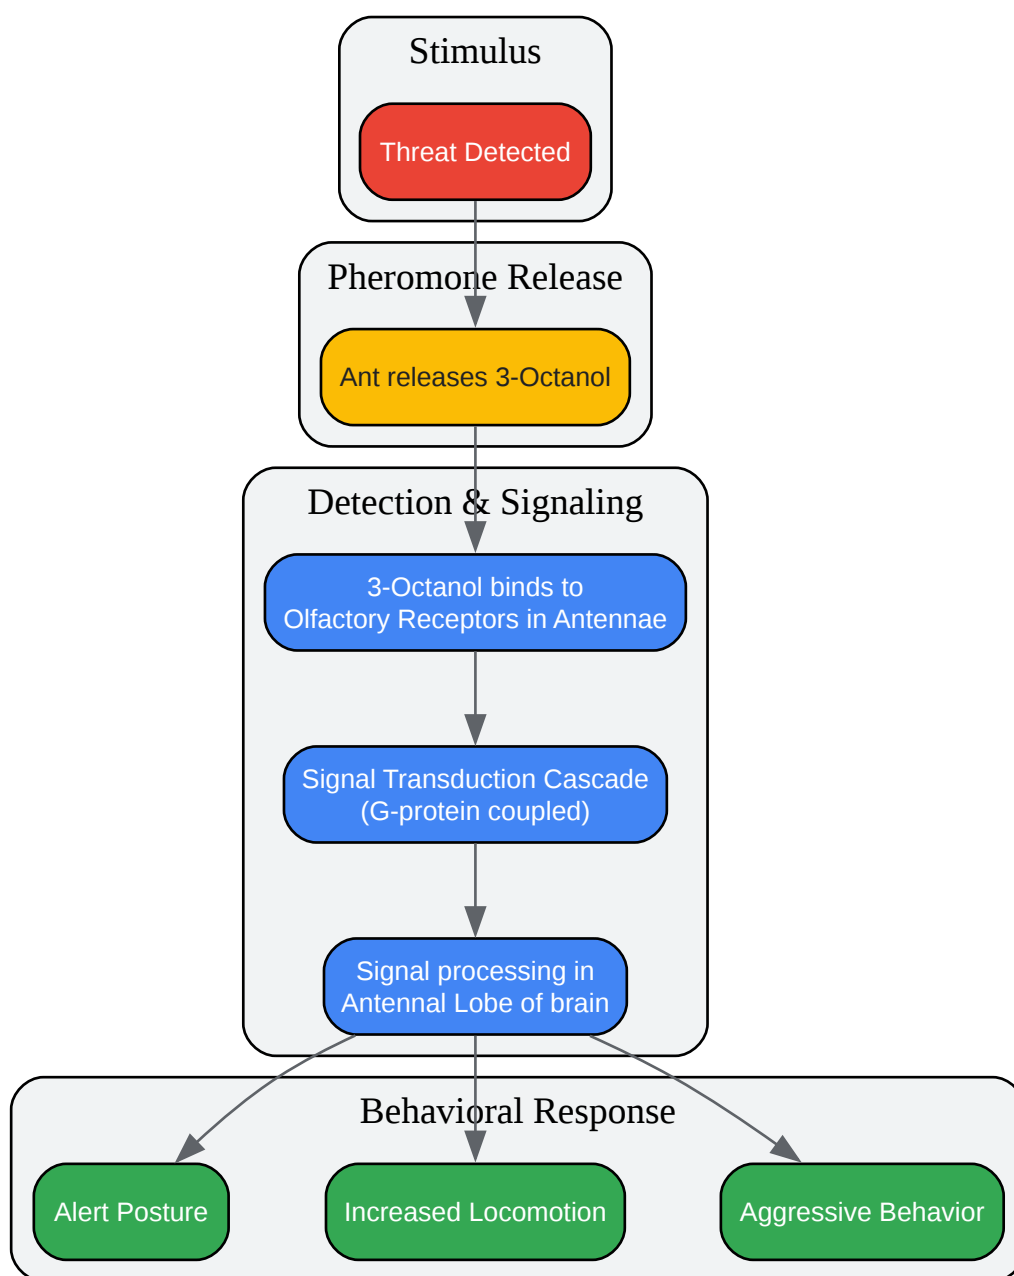 Stimulus
Threat Detected
Pheromone Release
Ant releases 3-Octanol
Detection & Signaling
3-Octanol binds to
Olfactory Receptors in Antennae
Signal Transduction Cascade
(G-protein coupled)
Signal processing in
Antennal Lobe of brain
Behavioral Response
Alert Posture
Increased Locomotion
Aggressive Behavior